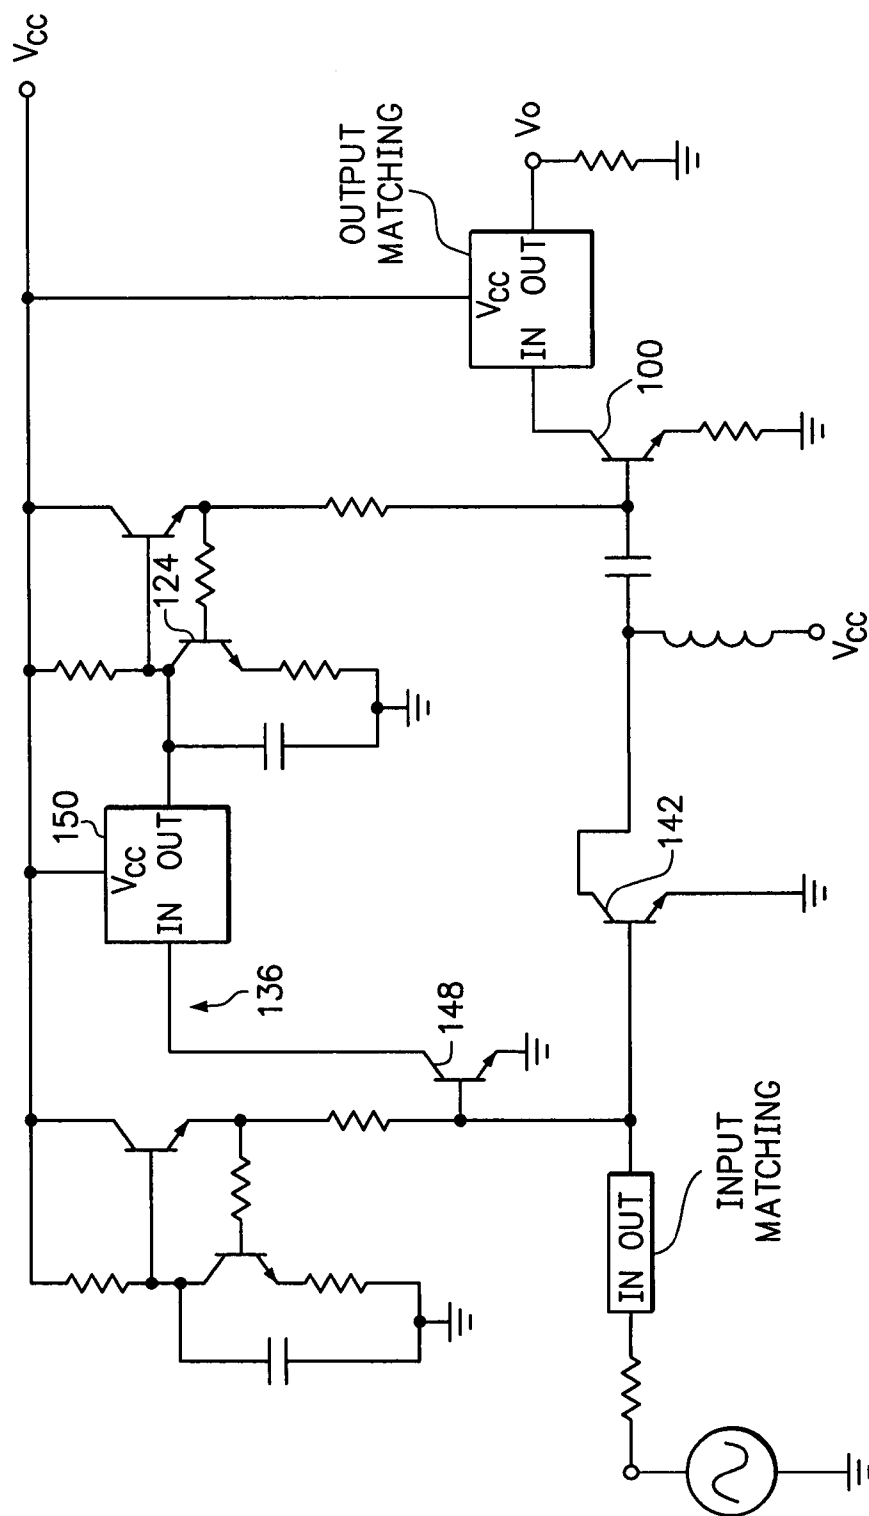 VCC
OUTPUT
MATCHING
Vo
VCC
IN OUT
100
124
150
VCC
IN OUT
136
148
142
VCC
INPUT
MATCHING
IN OUT